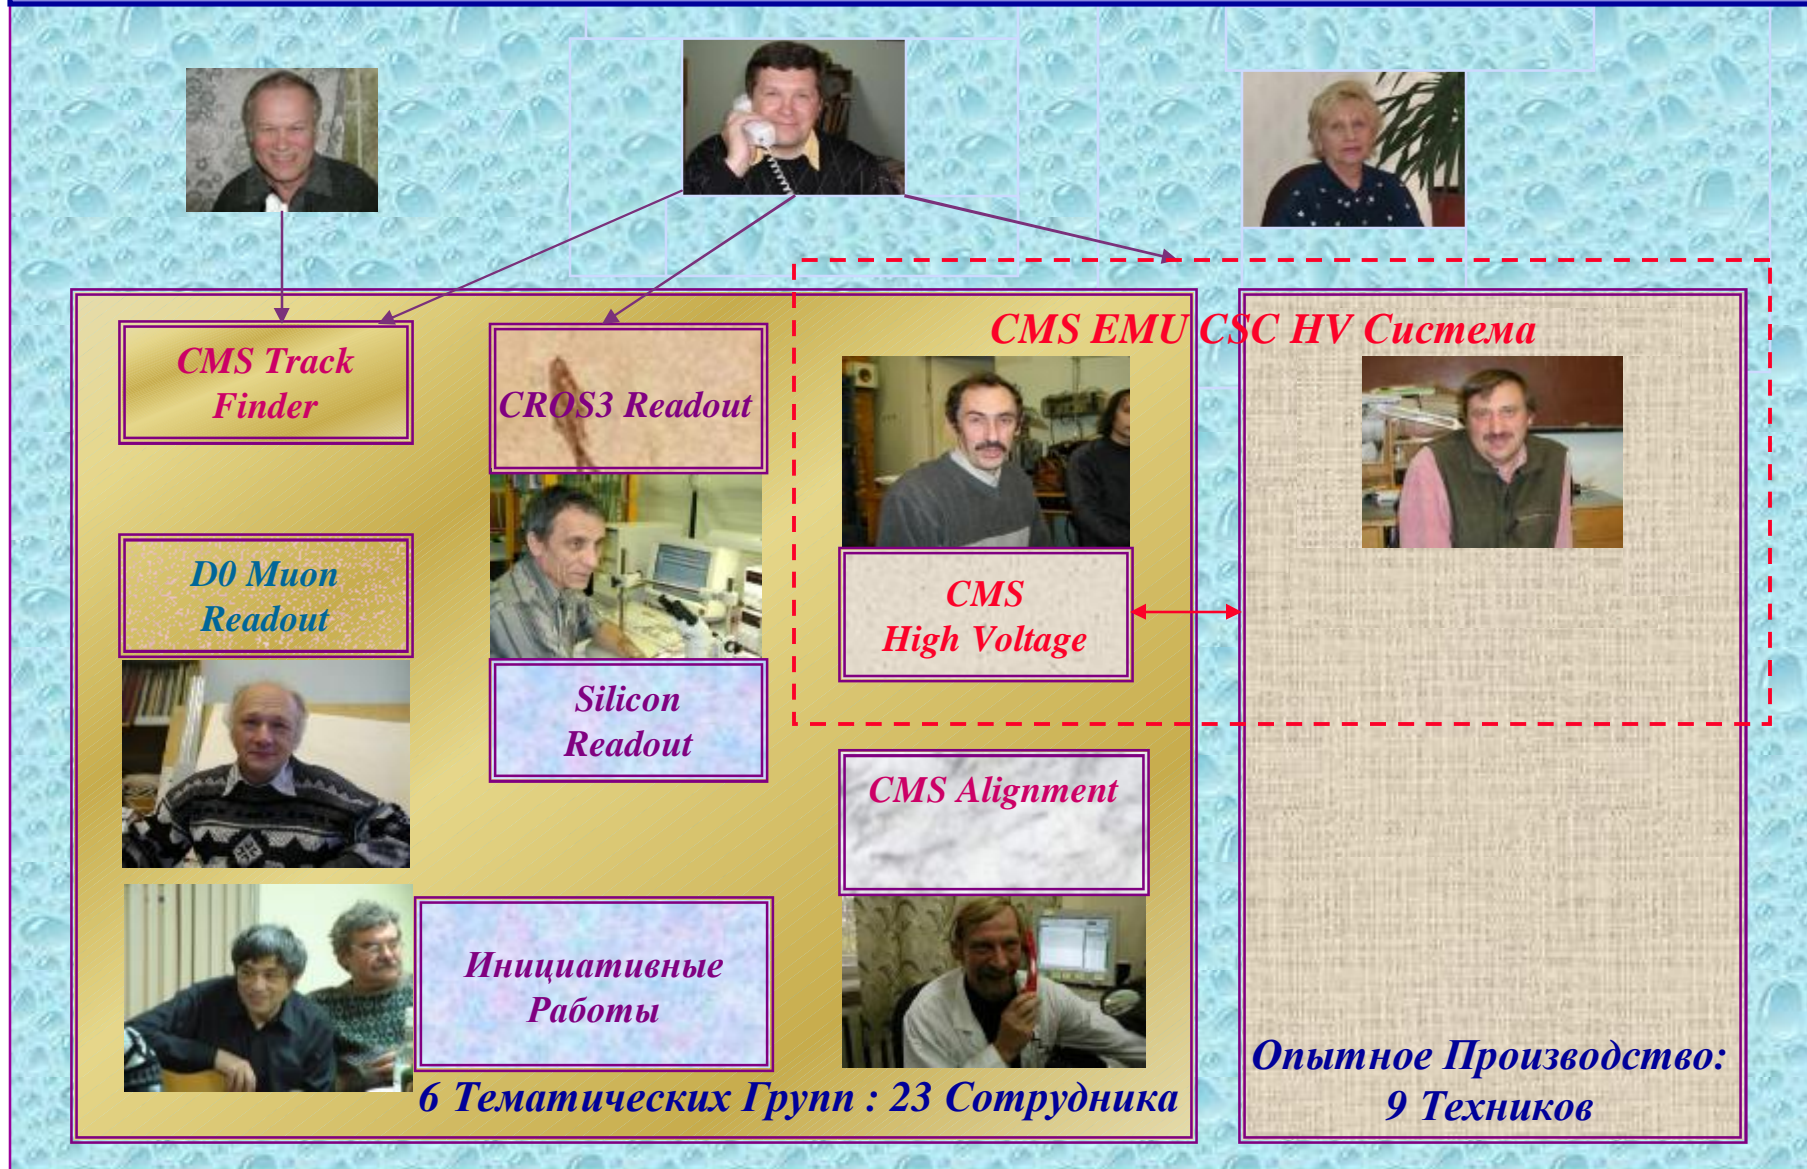 CMS EMU CSC HV Система
CMS Track
Finder
CROS3 Readout
D0 Muon
Readout
CMS
High Voltage
Silicon
Readout
CMS Alignment
Инициативные
Работы
6 Тематических Групп : 23 Сотрудника
Опытное Производство:
9 Техников